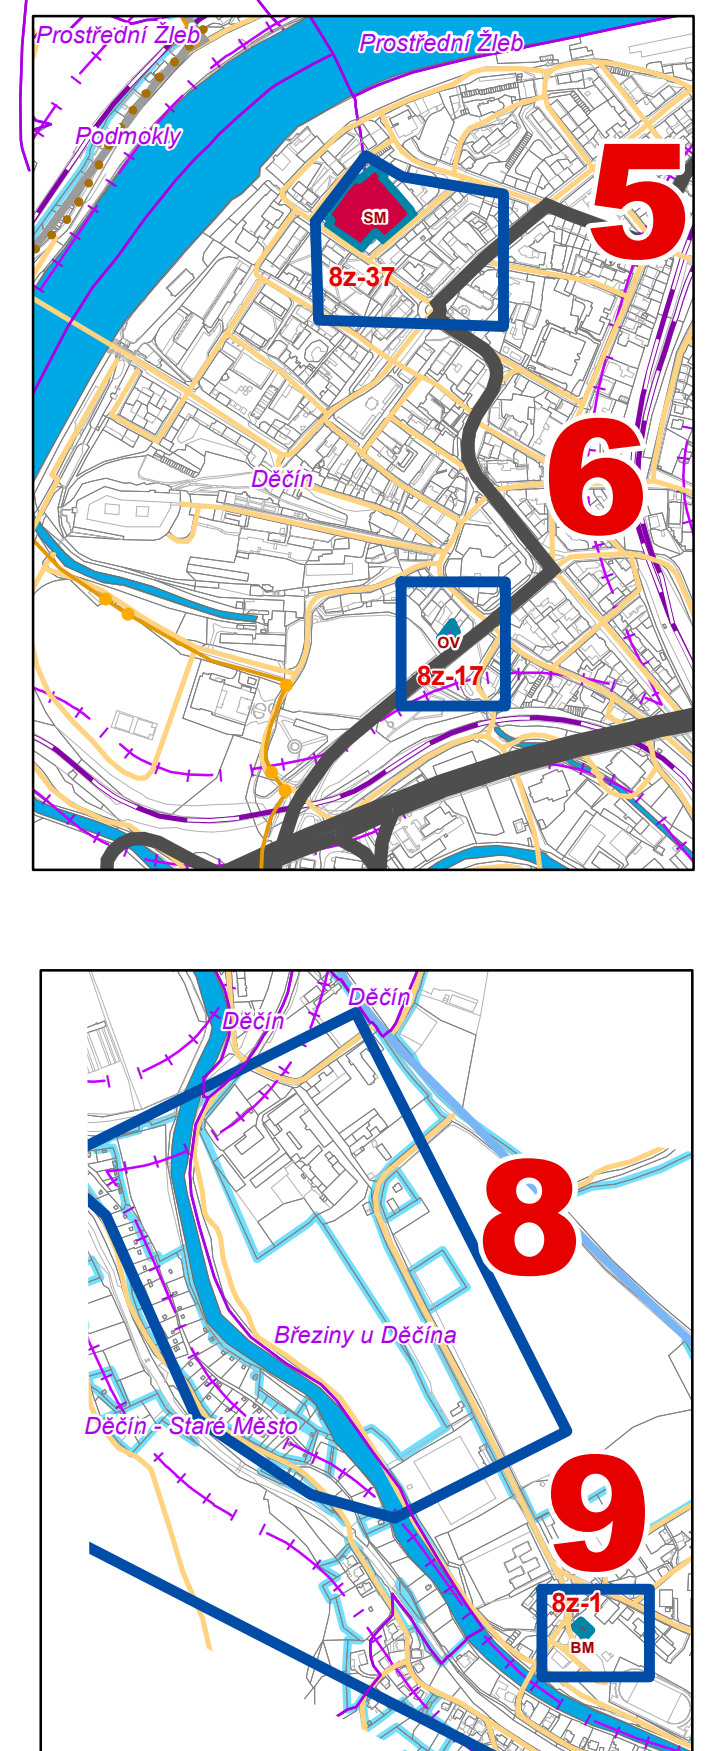 Prostřední Žleb
Prostřední Žleb
Podmokly
5
SM
8z-37
6
Děčín
OV
8z-17
Děčín
Děčín
8
Březiny u Děčína
Děčín - Staré Město
9
8z-1
BM